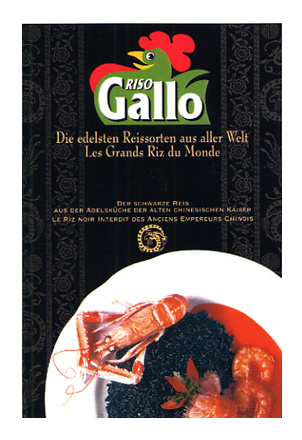 RISO
Gallo
Die edelsten Reissorten aus aller Welt
Les Grands Riz du Monde
DER SCHWARZE REIS
AUS DER ADELSKÜCHE DER ALTEN CHINESISCHEN KAISER
LE RIZ NOIR INTERDIT DES ANCIENS EMPEREURS CHINOIS